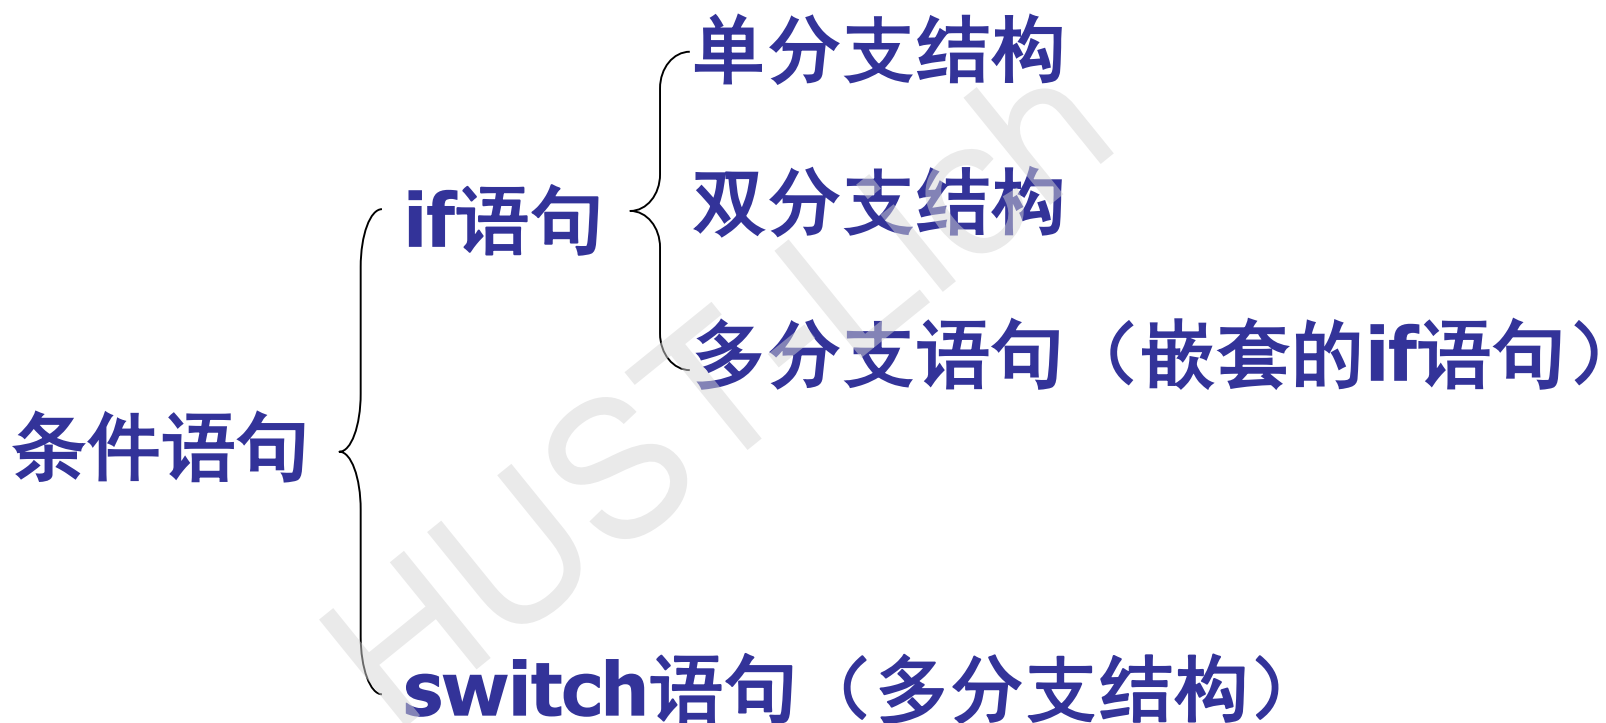 单分支结构
双分支结构
if语句
多分支语句（嵌套的if语句）
条件语句
switch语句（多分支结构）
HUST-Lich